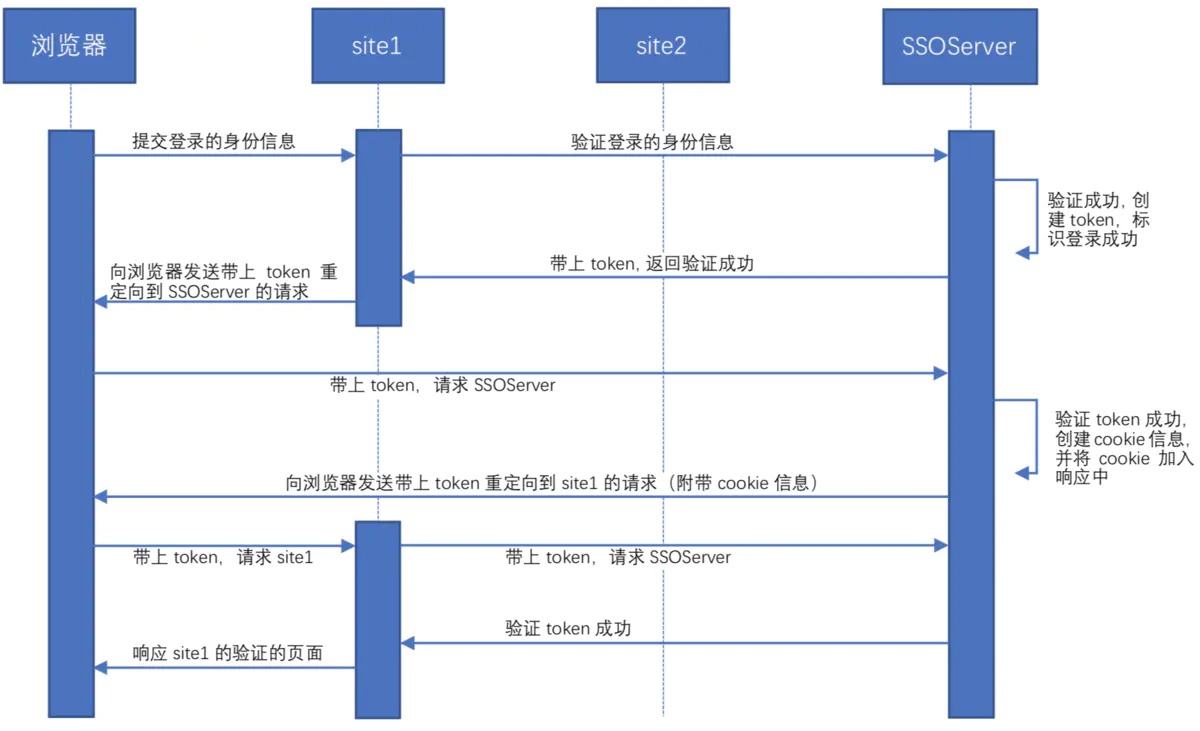 浏览器
site1
site2
SSOServer
提交登录的身份信息
验证登录的身份信息
验证成功, 创
建 token，标
识登录成功
带上 token, 返回验证成功
向浏览器发送带上 token 重
定向到 SSOServer 的请求
带上 token，请求 SSOServer
验证 token 成功,
创建 cookie 信息,
并将 cookie 加入
响应中
向浏览器发送带上 token 重定向到 site1 的请求（附带 cookie 信息）
带上 token，请求 site1
带上 token，请求 SSOServer
验证 token 成功
响应 site1 的验证的页面